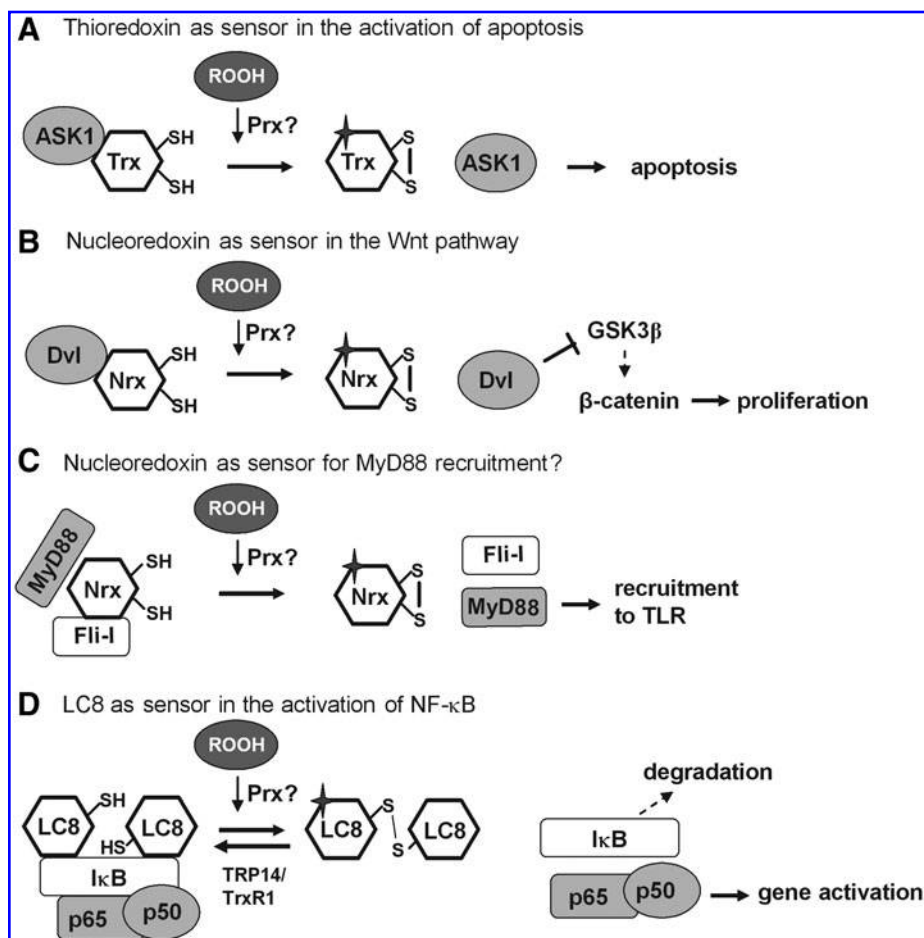 A Thioredoxin as sensor in the activation of apoptosis
ROOH
Prx?
ASK1
Trx
SH
SH
Trx
S
S
ASK1
apoptosis
B Nucleoredoxin as sensor in the Wnt pathway
ROOH
Prx?
Dvl
Nrx
SH
SH
Nrx
S
S
Dvl
GSK3β
β-catenin
proliferation
C Nucleoredoxin as sensor for MyD88 recruitment?
ROOH
Prx?
MyD88
Nrx
SH
SH
Fli-I
Nrx
S
S
Fli-I
MyD88
recruitment
to TLR
D LC8 as sensor in the activation of NF-κB
ROOH
Prx?
LC8
SH
HS
LC8
IκB
p65
p50
TRP14/
TrxR1
LC8
S
S
LC8
degradation
IκB
p65
p50
gene activation